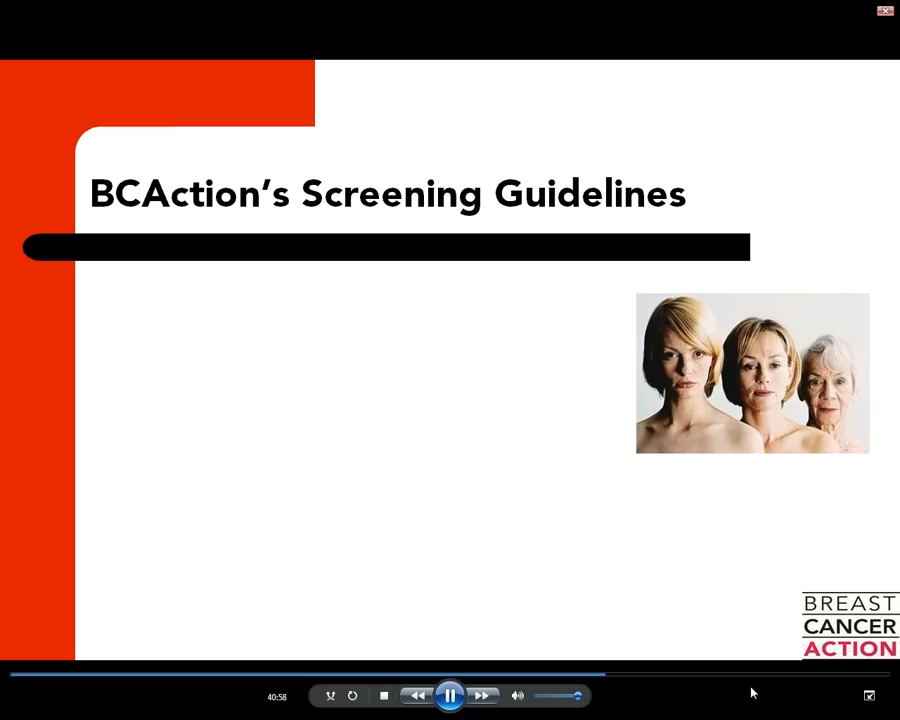 BCAction’s Screening Guidelines
BREAST
CANCER
ACTION
40:58